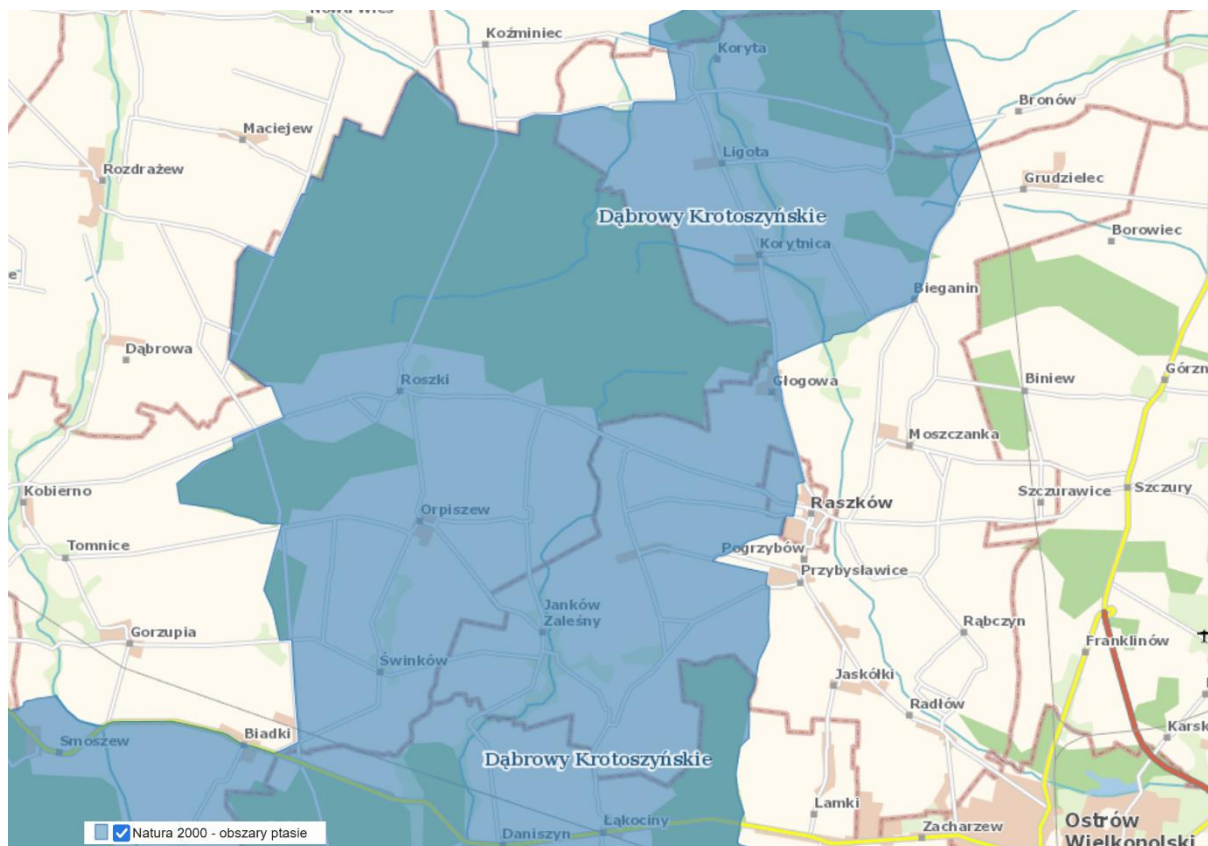 Nowa Wieś
Koźminiec
Koryta
Bronów
Maciejew
Ligota
Rozdrażew
Grudzielec
Dąbrowy Krotoszyńskie
Borowiec
Korytnica
e
Bieganin
Dąbrowa
Górzn
Roszki
Głogowa
Biniew
Moszczanka
Kobierno
Szczurawice
Szczury
Raszków
Orpiszew
Tomnice
Pogrzybów
Przybysławice
Janków
Zaleśny
Rąbczyn
Gorzupia
Franklinów
Świnków
Jaskółki
Radłów
Karsk
Smoszew
Biadki
Dąbrowy Krotoszyńskie
Lamki
Natura 2000 - obszary ptasie
Daniszyn
Łąkociny
Zacharzew
Ostrów
Wielkopolski